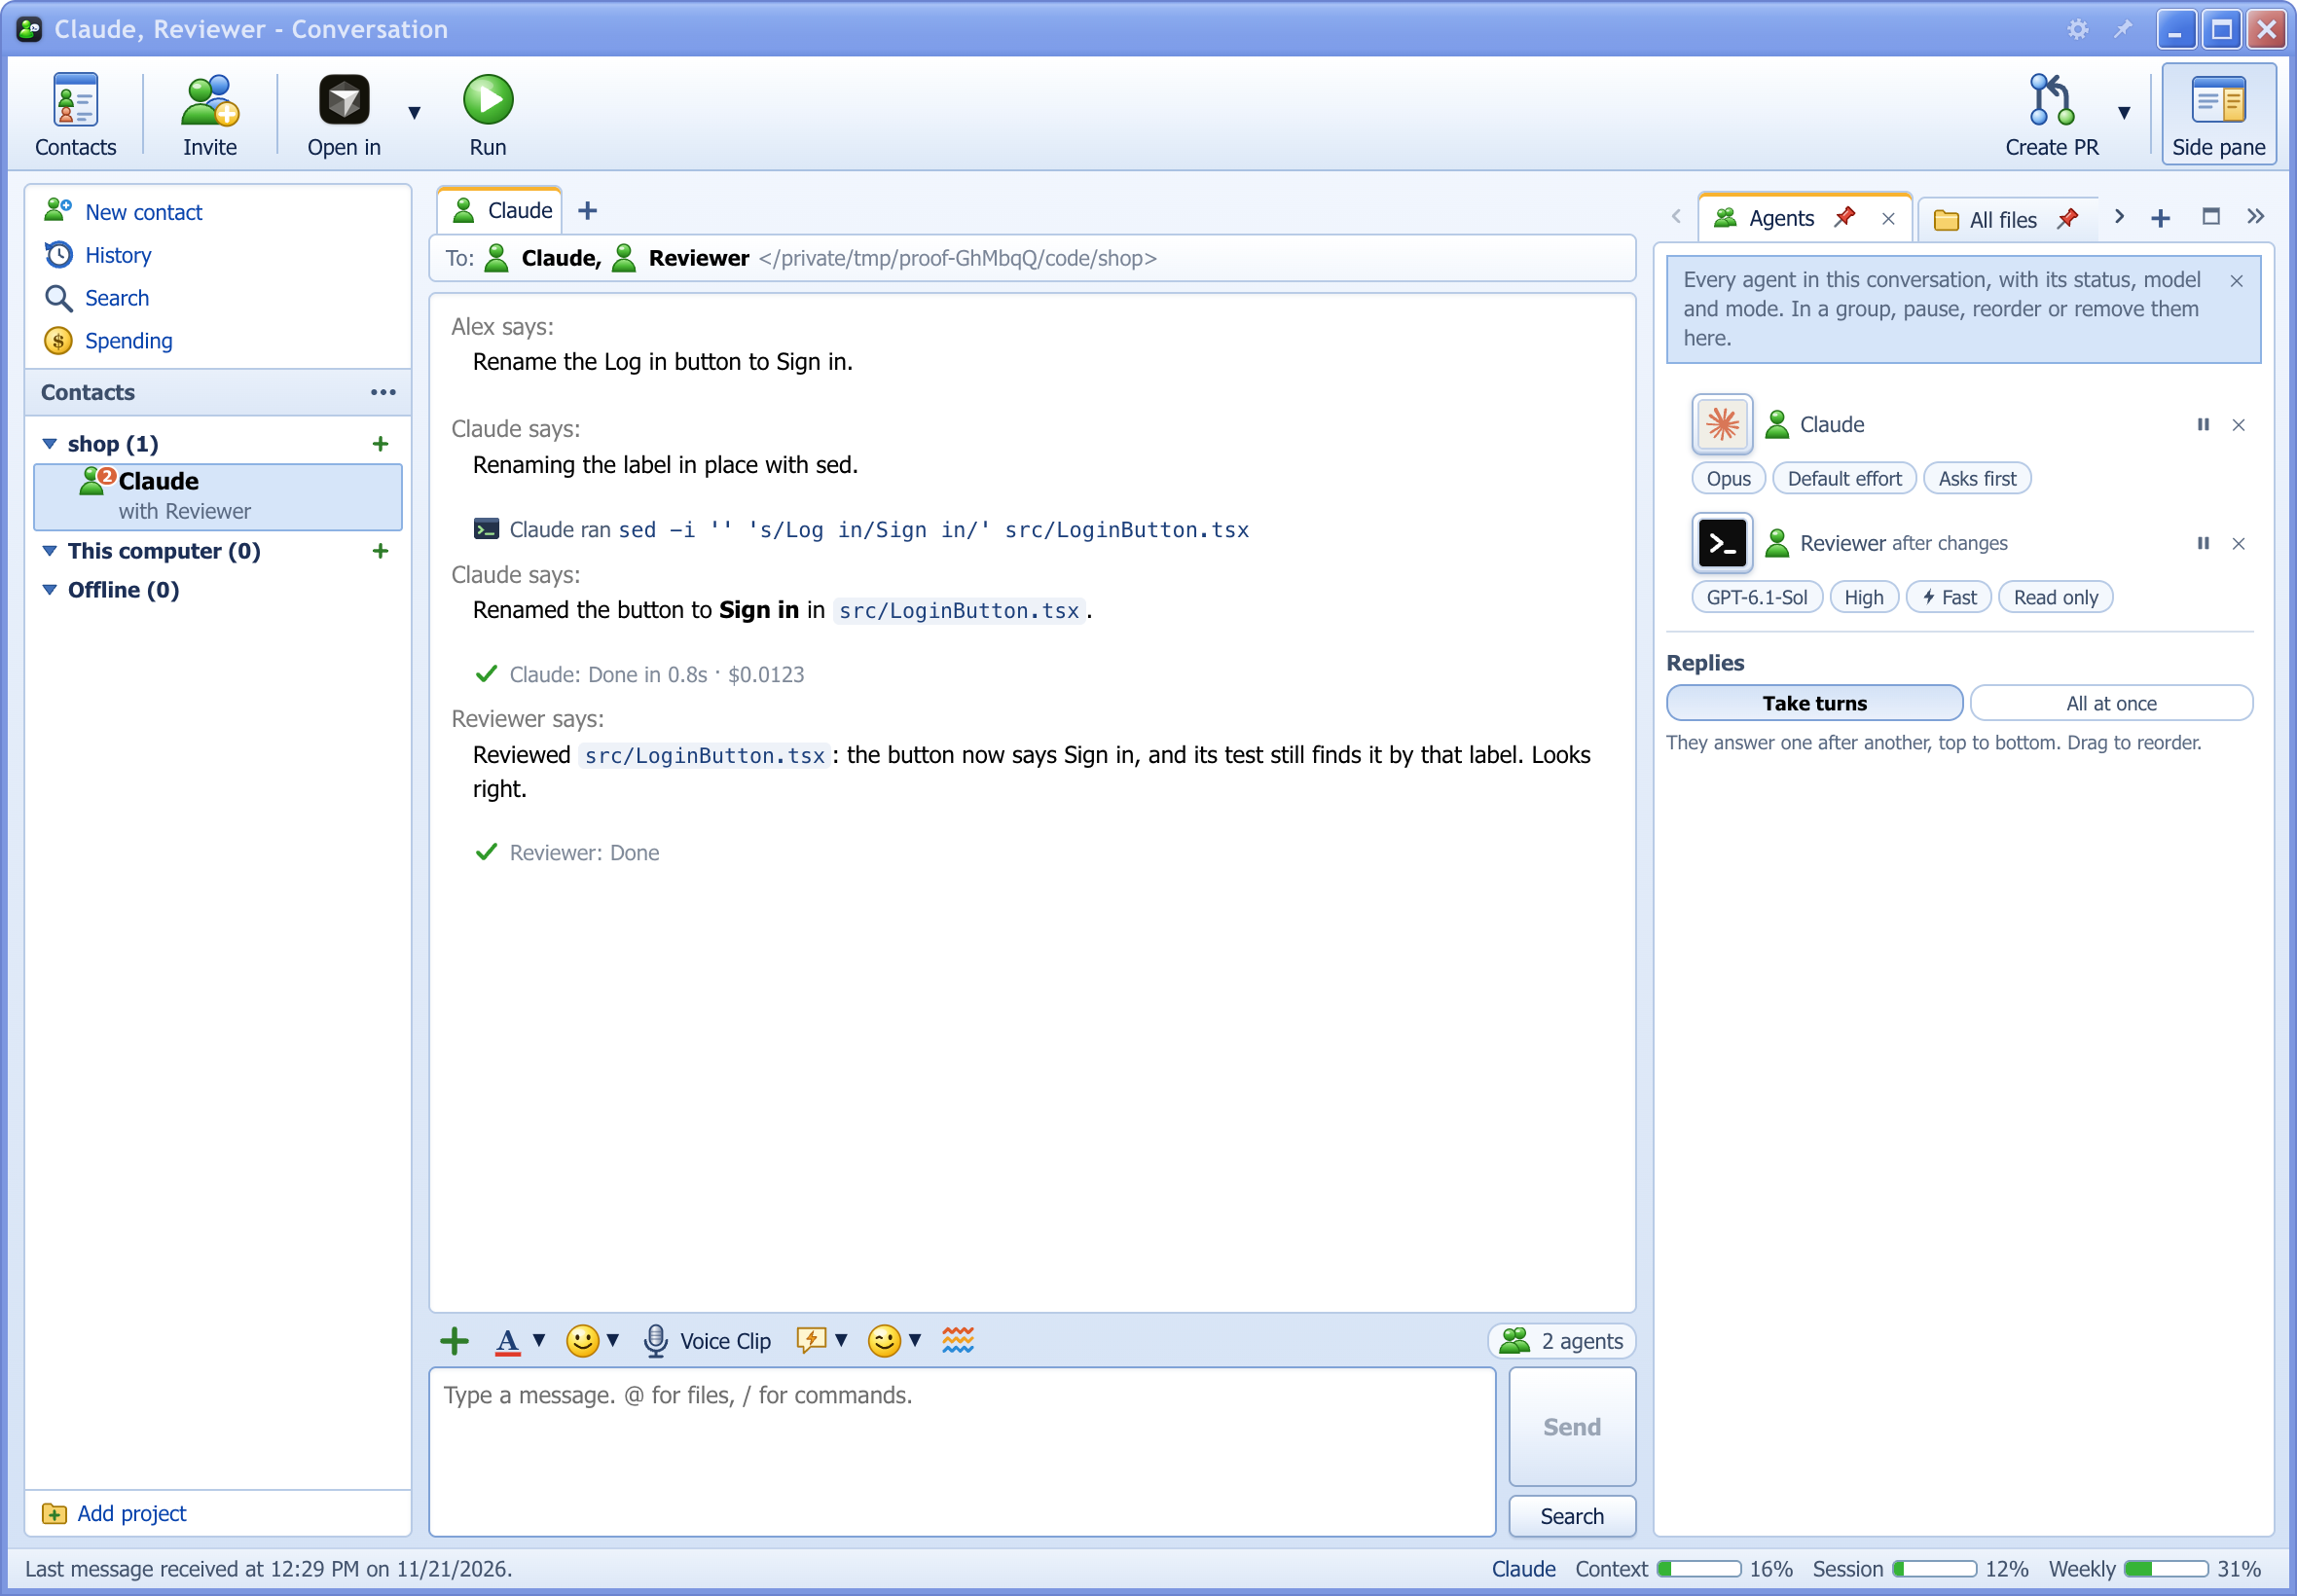 Claude, Reviewer - Conversation
Contacts
Invite
Open in
Run
Create PR
Side pane
New contact
History
Search
Spending
Contacts
shop (1)
2
Claude
with Reviewer
This computer (0)
Offline (0)
Add project
Claude
To: Claude, Reviewer </private/tmp/proof-GhMbqQ/code/shop>
Alex says:
Rename the Log in button to Sign in.
Claude says:
Renaming the label in place with sed.
Claude ran sed -i '' 's/Log in/Sign in/' src/LoginButton.tsx
Claude says:
Renamed the button to Sign in in src/LoginButton.tsx.
Claude: Done in 0.8s · $0.0123
Reviewer says:
Reviewed src/LoginButton.tsx: the button now says Sign in, and its test still finds it by that label. Looks
right.
Reviewer: Done
A
Voice Clip
2 agents
Type a message. @ for files, / for commands.
Send
Search
Agents
All files
Every agent in this conversation, with its status, model
and mode. In a group, pause, reorder or remove them
here.
Claude
Opus
Default effort
Asks first
Reviewer after changes
GPT-6.1-Sol
High
Fast
Read only
Replies
Take turns
All at once
They answer one after another, top to bottom. Drag to reorder.
Last message received at 12:29 PM on 11/21/2026.
Claude
Context 16%
Session 12%
Weekly 31%